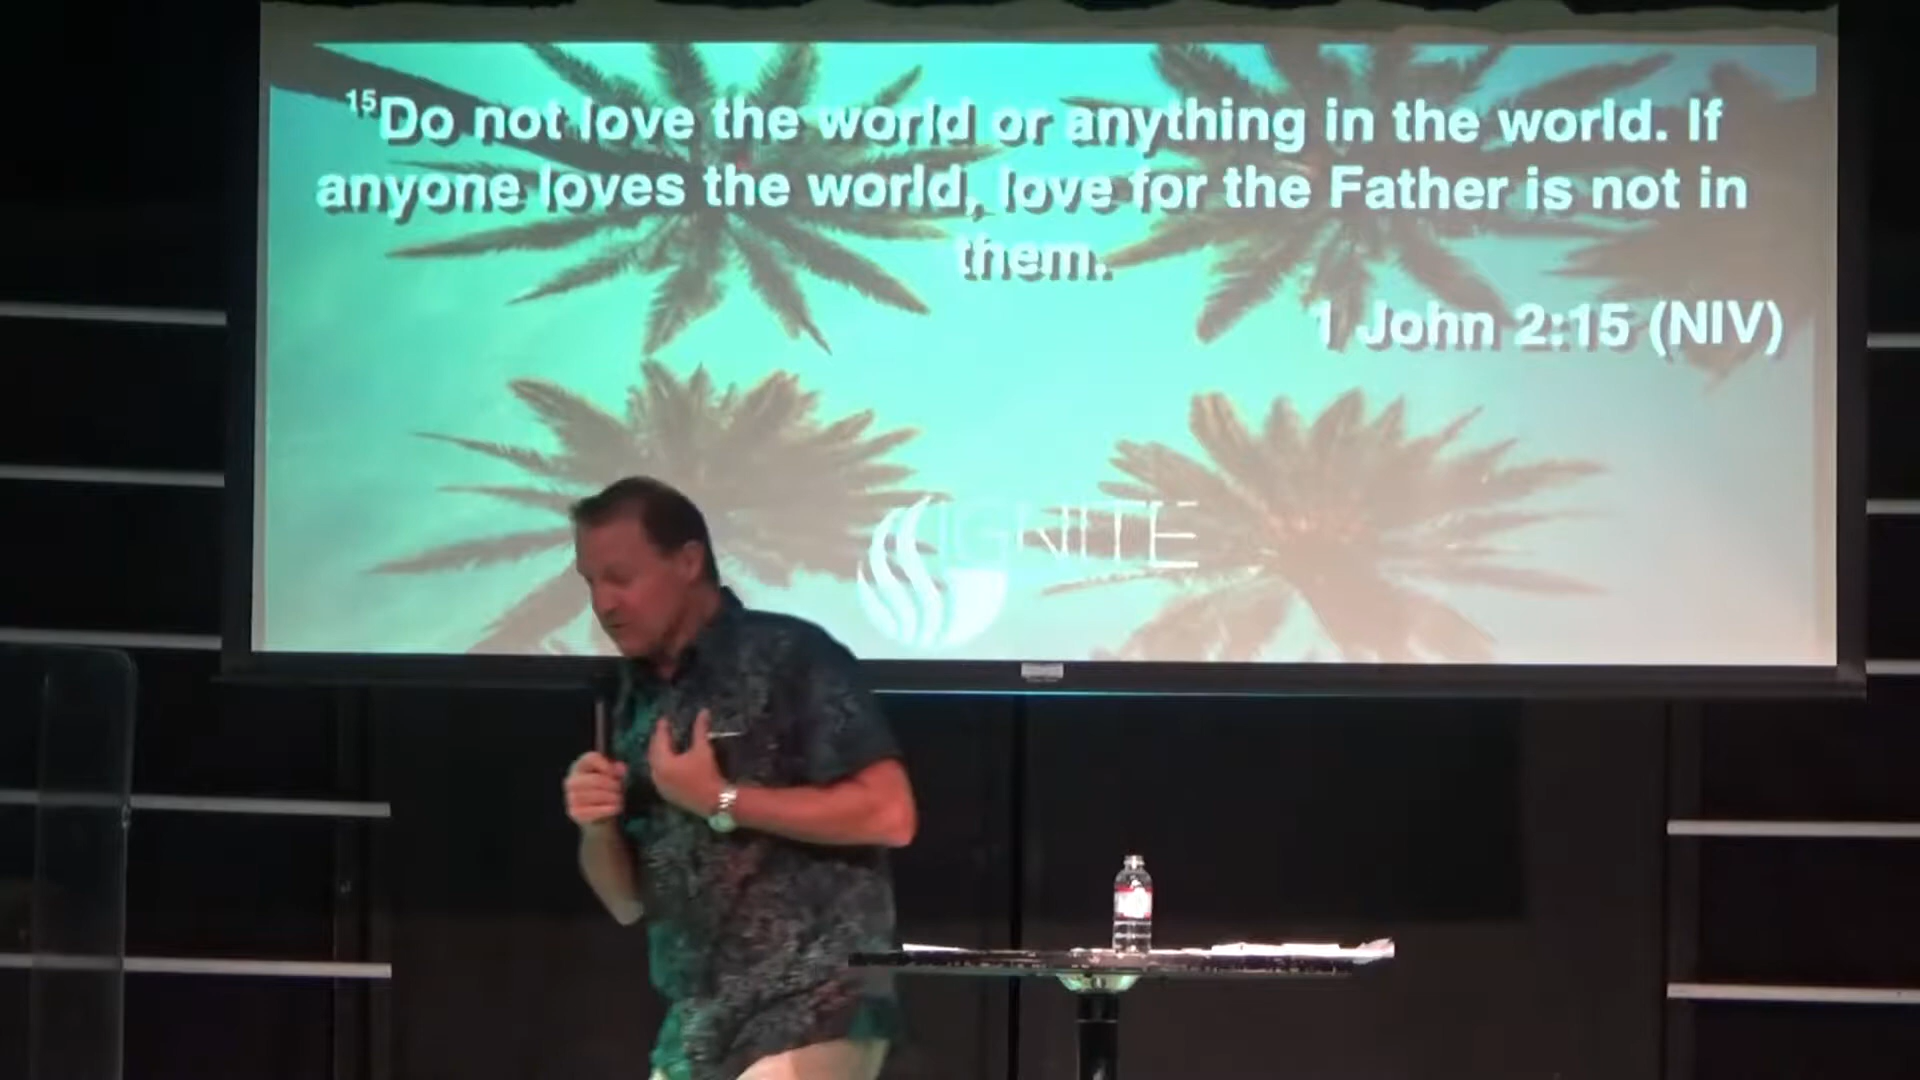 15Do not love the world or anything in the world. If
anyone loves the world, love for the Father is not in
them.
1 John 2:15 (NIV)
IGNITE